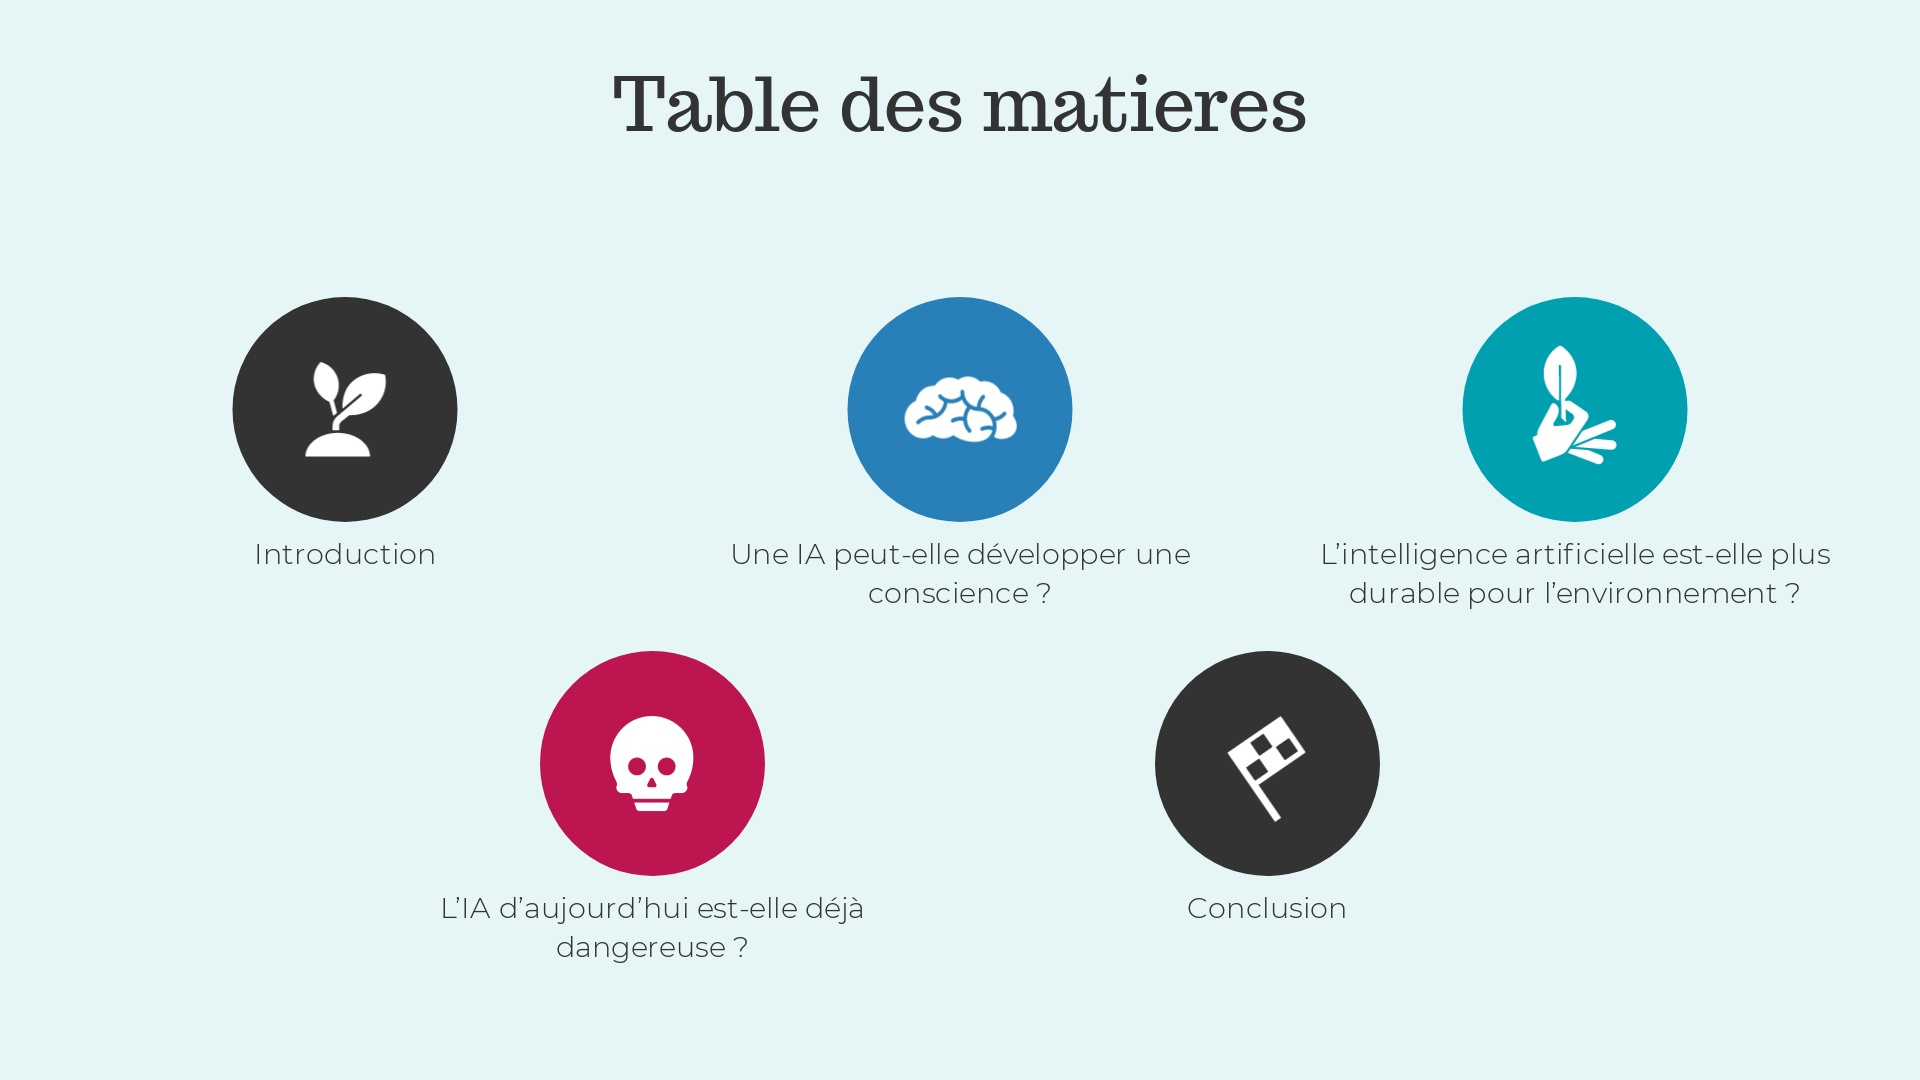 Table des matieres
Introduction
Une IA peut-elle développer une
conscience ?
L’intelligence artificielle est-elle plus
durable pour l’environnement ?
L’IA d’aujourd’hui est-elle déjà
dangereuse ?
Conclusion